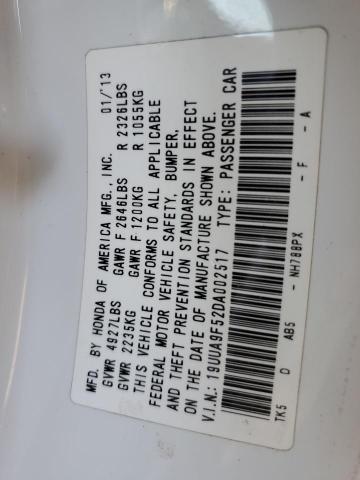 MFD. BY HONDA OF AMERICA MFG., INC. 01/'13
GVWR 4927LBS GAWR F 2646LBS R 2326LBS
GVWR 2235KG GAWR F 1200KG R 1055KG
THIS VEHICLE CONFORMS TO ALL APPLICABLE
FEDERAL MOTOR VEHICLE SAFETY, BUMPER,
AND THEFT PREVENTION STANDARDS IN EFFECT
ON THE DATE OF MANUFACTURE SHOWN ABOVE.
V.I.N.: 19UUA9F52DA002517 TYPE: PASSENGER CAR
TK5 D AB5 - NH788PX - F - A